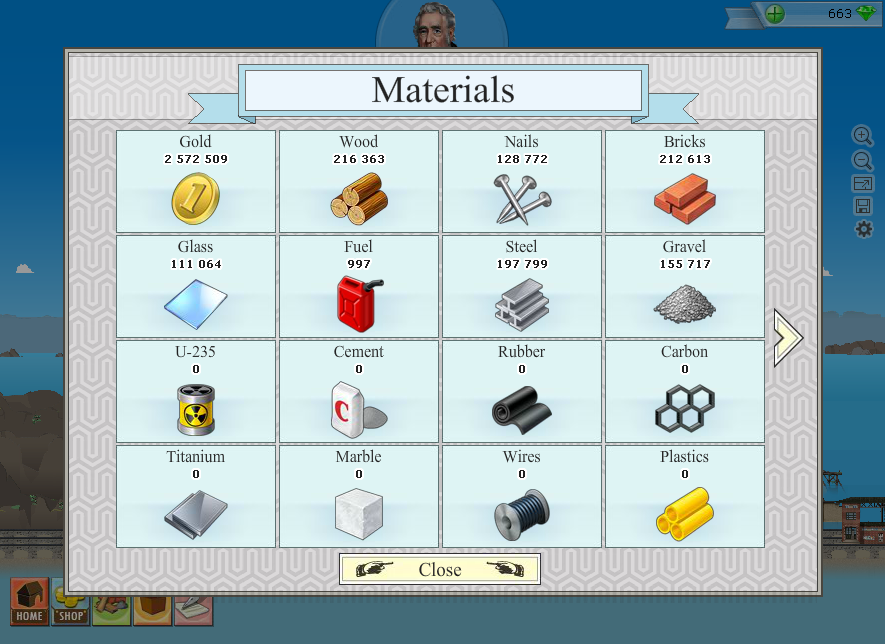 663
Materials
Gold
2 572 509
Wood
216 363
Nails
128 772
Bricks
212 613
Glass
111 064
Fuel
997
Steel
197 799
Gravel
155 717
U-235
0
Cement
0
C
Rubber
0
Carbon
0
Titanium
0
Marble
0
Wires
0
Plastics
0
Close
HOME
SHOP